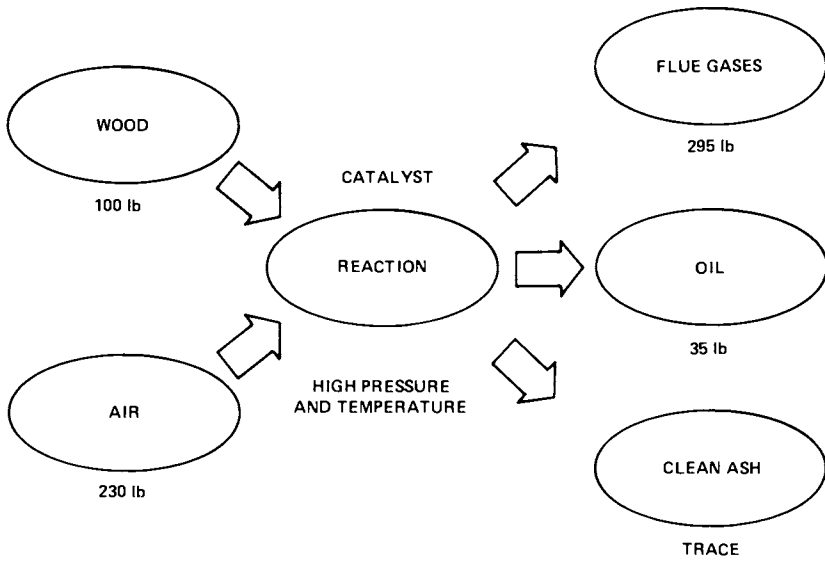 WOOD
100 lb
AIR
230 lb
CATALYST
REACTION
HIGH PRESSURE
AND TEMPERATURE
FLUE GASES
295 lb
OIL
35 lb
CLEAN ASH
TRACE